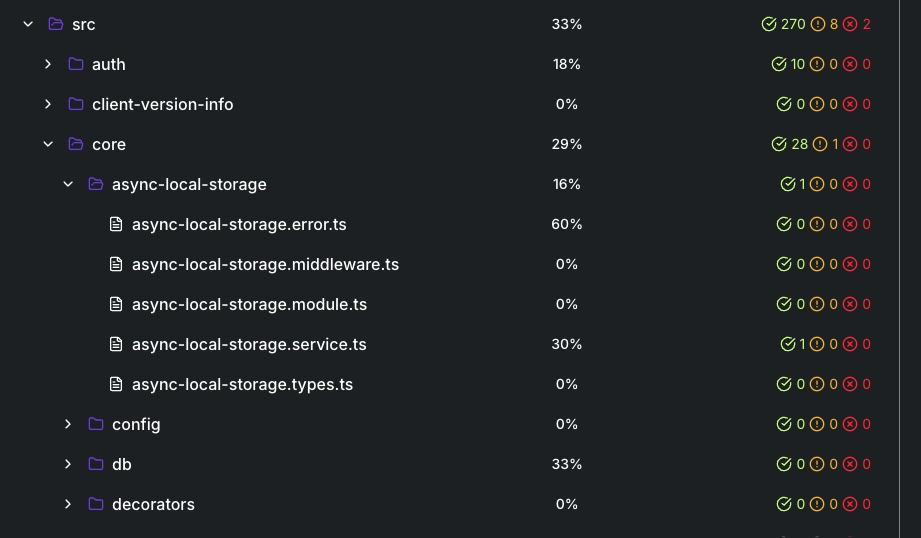 src 33% 270 8 2
auth 18% 10 0 0
client-version-info 0% 0 0 0
core 29% 28 1 0
async-local-storage 16% 1 0 0
async-local-storage.error.ts 60% 0 0 0
async-local-storage.middleware.ts 0% 0 0 0
async-local-storage.module.ts 0% 0 0 0
async-local-storage.service.ts 30% 1 0 0
async-local-storage.types.ts 0% 0 0 0
config 0% 0 0 0
db 33% 0 0 0
decorators 0% 0 0 0